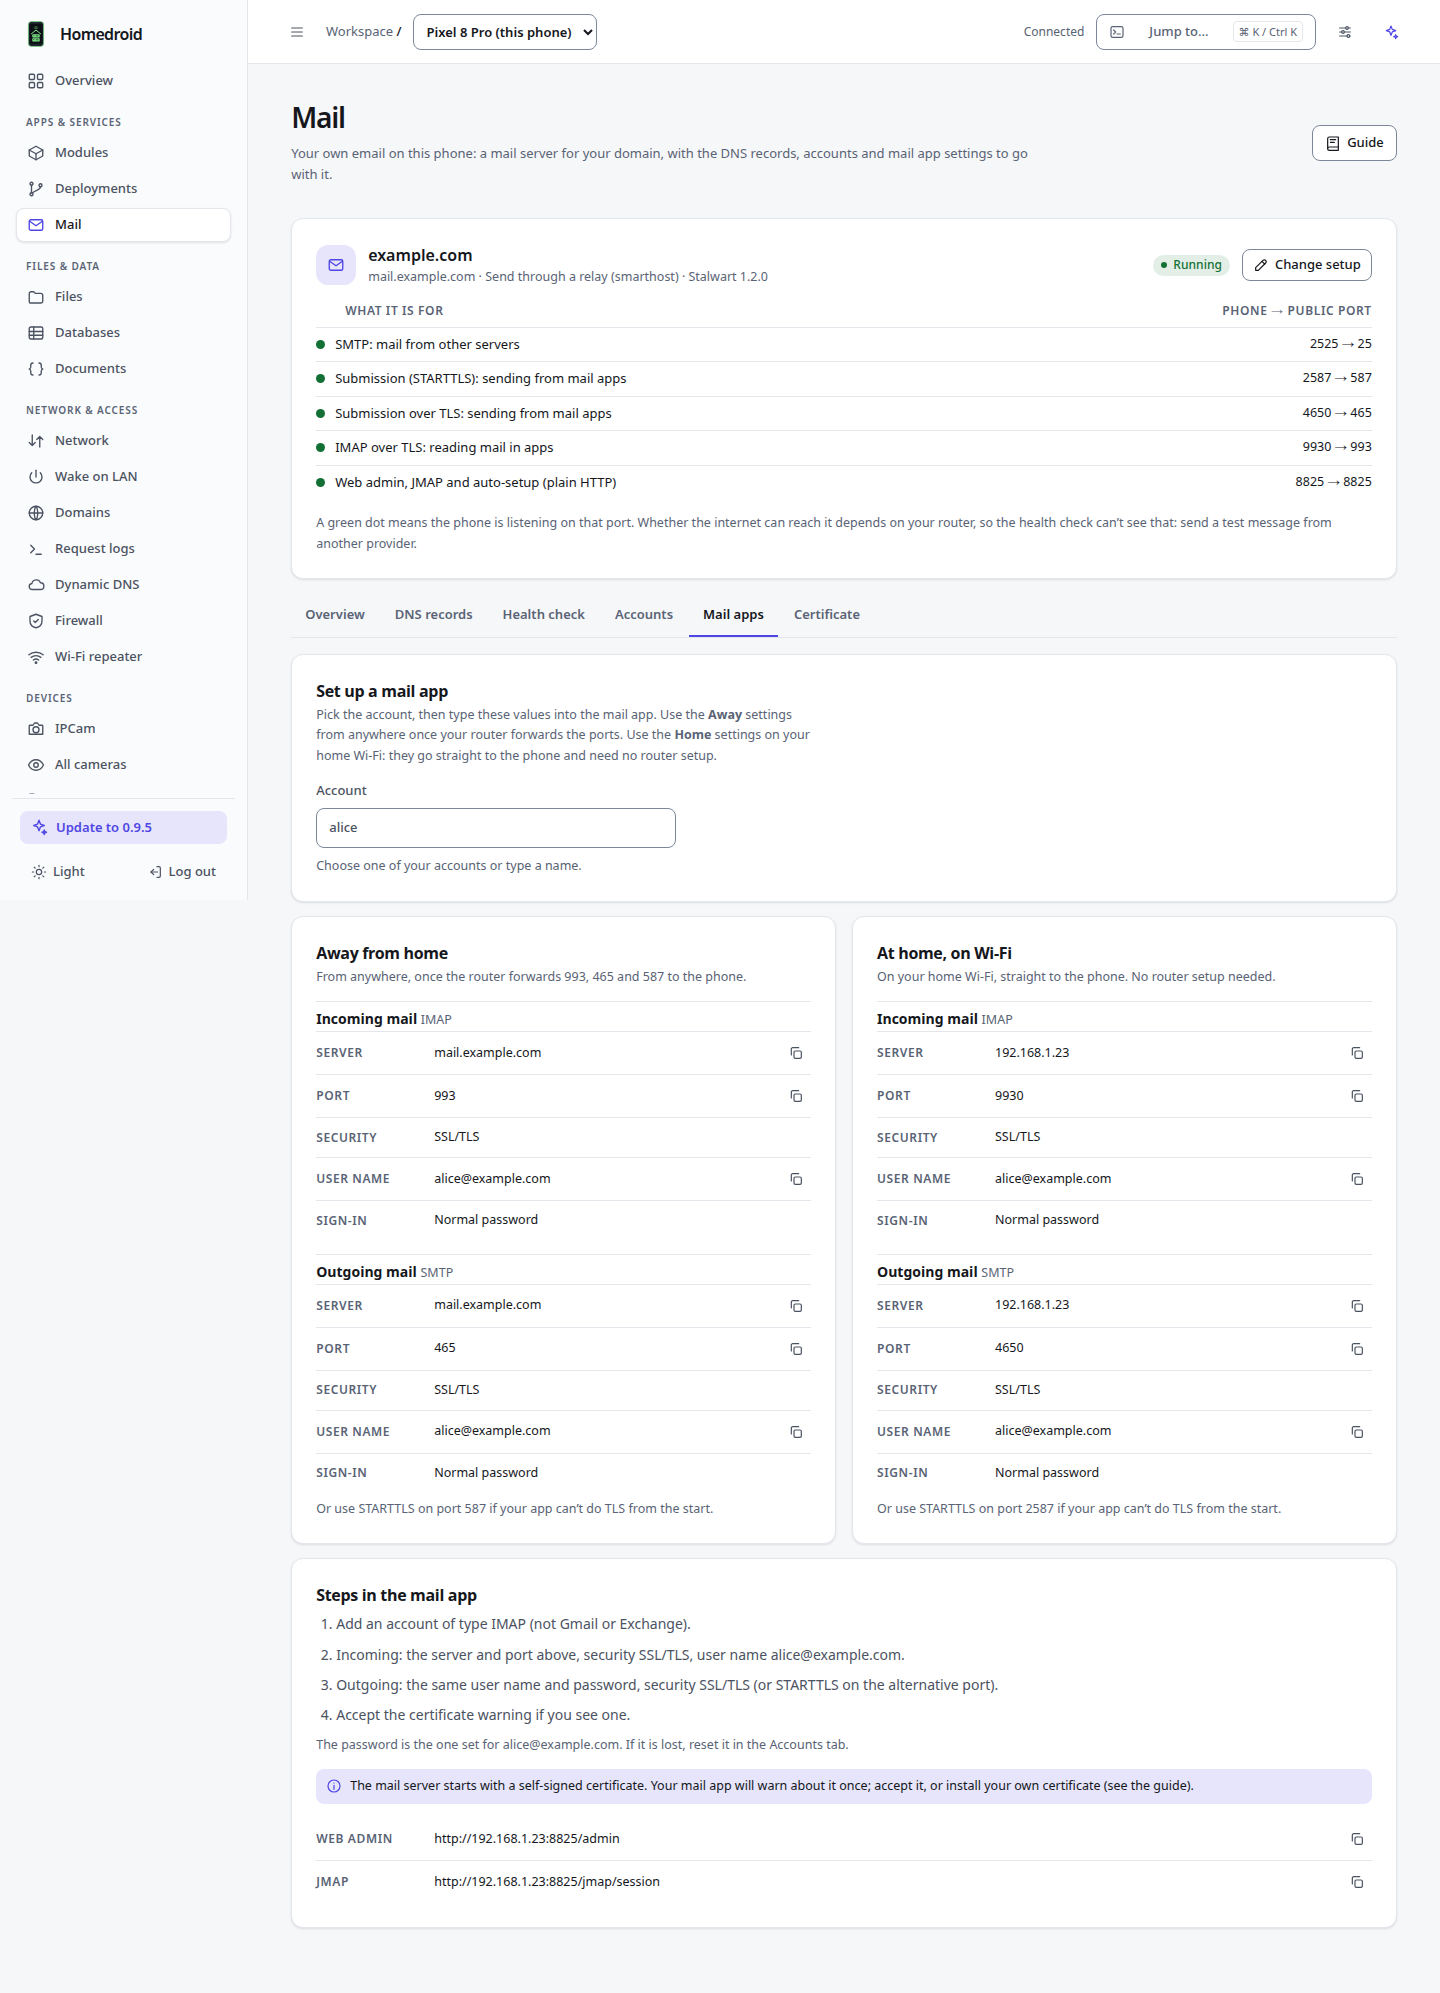 Homedroid
Overview
APPS & SERVICES
Modules
Deployments
Mail
FILES & DATA
Files
Databases
Documents
NETWORK & ACCESS
Network
Wake on LAN
Domains
Request logs
Dynamic DNS
Firewall
Wi-Fi repeater
DEVICES
IPCam
All cameras
Update to 0.9.5
Light
Log out
Workspace /
Pixel 8 Pro (this phone)
Connected
Jump to...
⌘ K / Ctrl K
Mail
Your own email on this phone: a mail server for your domain, with the DNS records, accounts and mail app settings to go
with it.
Guide
example.com
mail.example.com · Send through a relay (smarthost) · Stalwart 1.2.0
Running
Change setup
WHAT IT IS FOR
PHONE → PUBLIC PORT
SMTP: mail from other servers
2525 → 25
Submission (STARTTLS): sending from mail apps
2587 → 587
Submission over TLS: sending from mail apps
4650 → 465
IMAP over TLS: reading mail in apps
9930 → 993
Web admin, JMAP and auto-setup (plain HTTP)
8825 → 8825
A green dot means the phone is listening on that port. Whether the internet can reach it depends on your router, so the health check can’t see that: send a test message from
another provider.
Overview
DNS records
Health check
Accounts
Mail apps
Certificate
Set up a mail app
Pick the account, then type these values into the mail app. Use the Away settings
from anywhere once your router forwards the ports. Use the Home settings on your
home Wi-Fi: they go straight to the phone and need no router setup.
Account
alice
Choose one of your accounts or type a name.
Away from home
From anywhere, once the router forwards 993, 465 and 587 to the phone.
Incoming mail IMAP
SERVER
mail.example.com
PORT
993
SECURITY
SSL/TLS
USER NAME
alice@example.com
SIGN-IN
Normal password
Outgoing mail SMTP
SERVER
mail.example.com
PORT
465
SECURITY
SSL/TLS
USER NAME
alice@example.com
SIGN-IN
Normal password
Or use STARTTLS on port 587 if your app can’t do TLS from the start.
At home, on Wi-Fi
On your home Wi-Fi, straight to the phone. No router setup needed.
Incoming mail IMAP
SERVER
192.168.1.23
PORT
9930
SECURITY
SSL/TLS
USER NAME
alice@example.com
SIGN-IN
Normal password
Outgoing mail SMTP
SERVER
192.168.1.23
PORT
4650
SECURITY
SSL/TLS
USER NAME
alice@example.com
SIGN-IN
Normal password
Or use STARTTLS on port 2587 if your app can’t do TLS from the start.
Steps in the mail app
1. Add an account of type IMAP (not Gmail or Exchange).
2. Incoming: the server and port above, security SSL/TLS, user name alice@example.com.
3. Outgoing: the same user name and password, security SSL/TLS (or STARTTLS on the alternative port).
4. Accept the certificate warning if you see one.
The password is the one set for alice@example.com. If it is lost, reset it in the Accounts tab.
The mail server starts with a self-signed certificate. Your mail app will warn about it once; accept it, or install your own certificate (see the guide).
WEB ADMIN
http://192.168.1.23:8825/admin
JMAP
http://192.168.1.23:8825/jmap/session